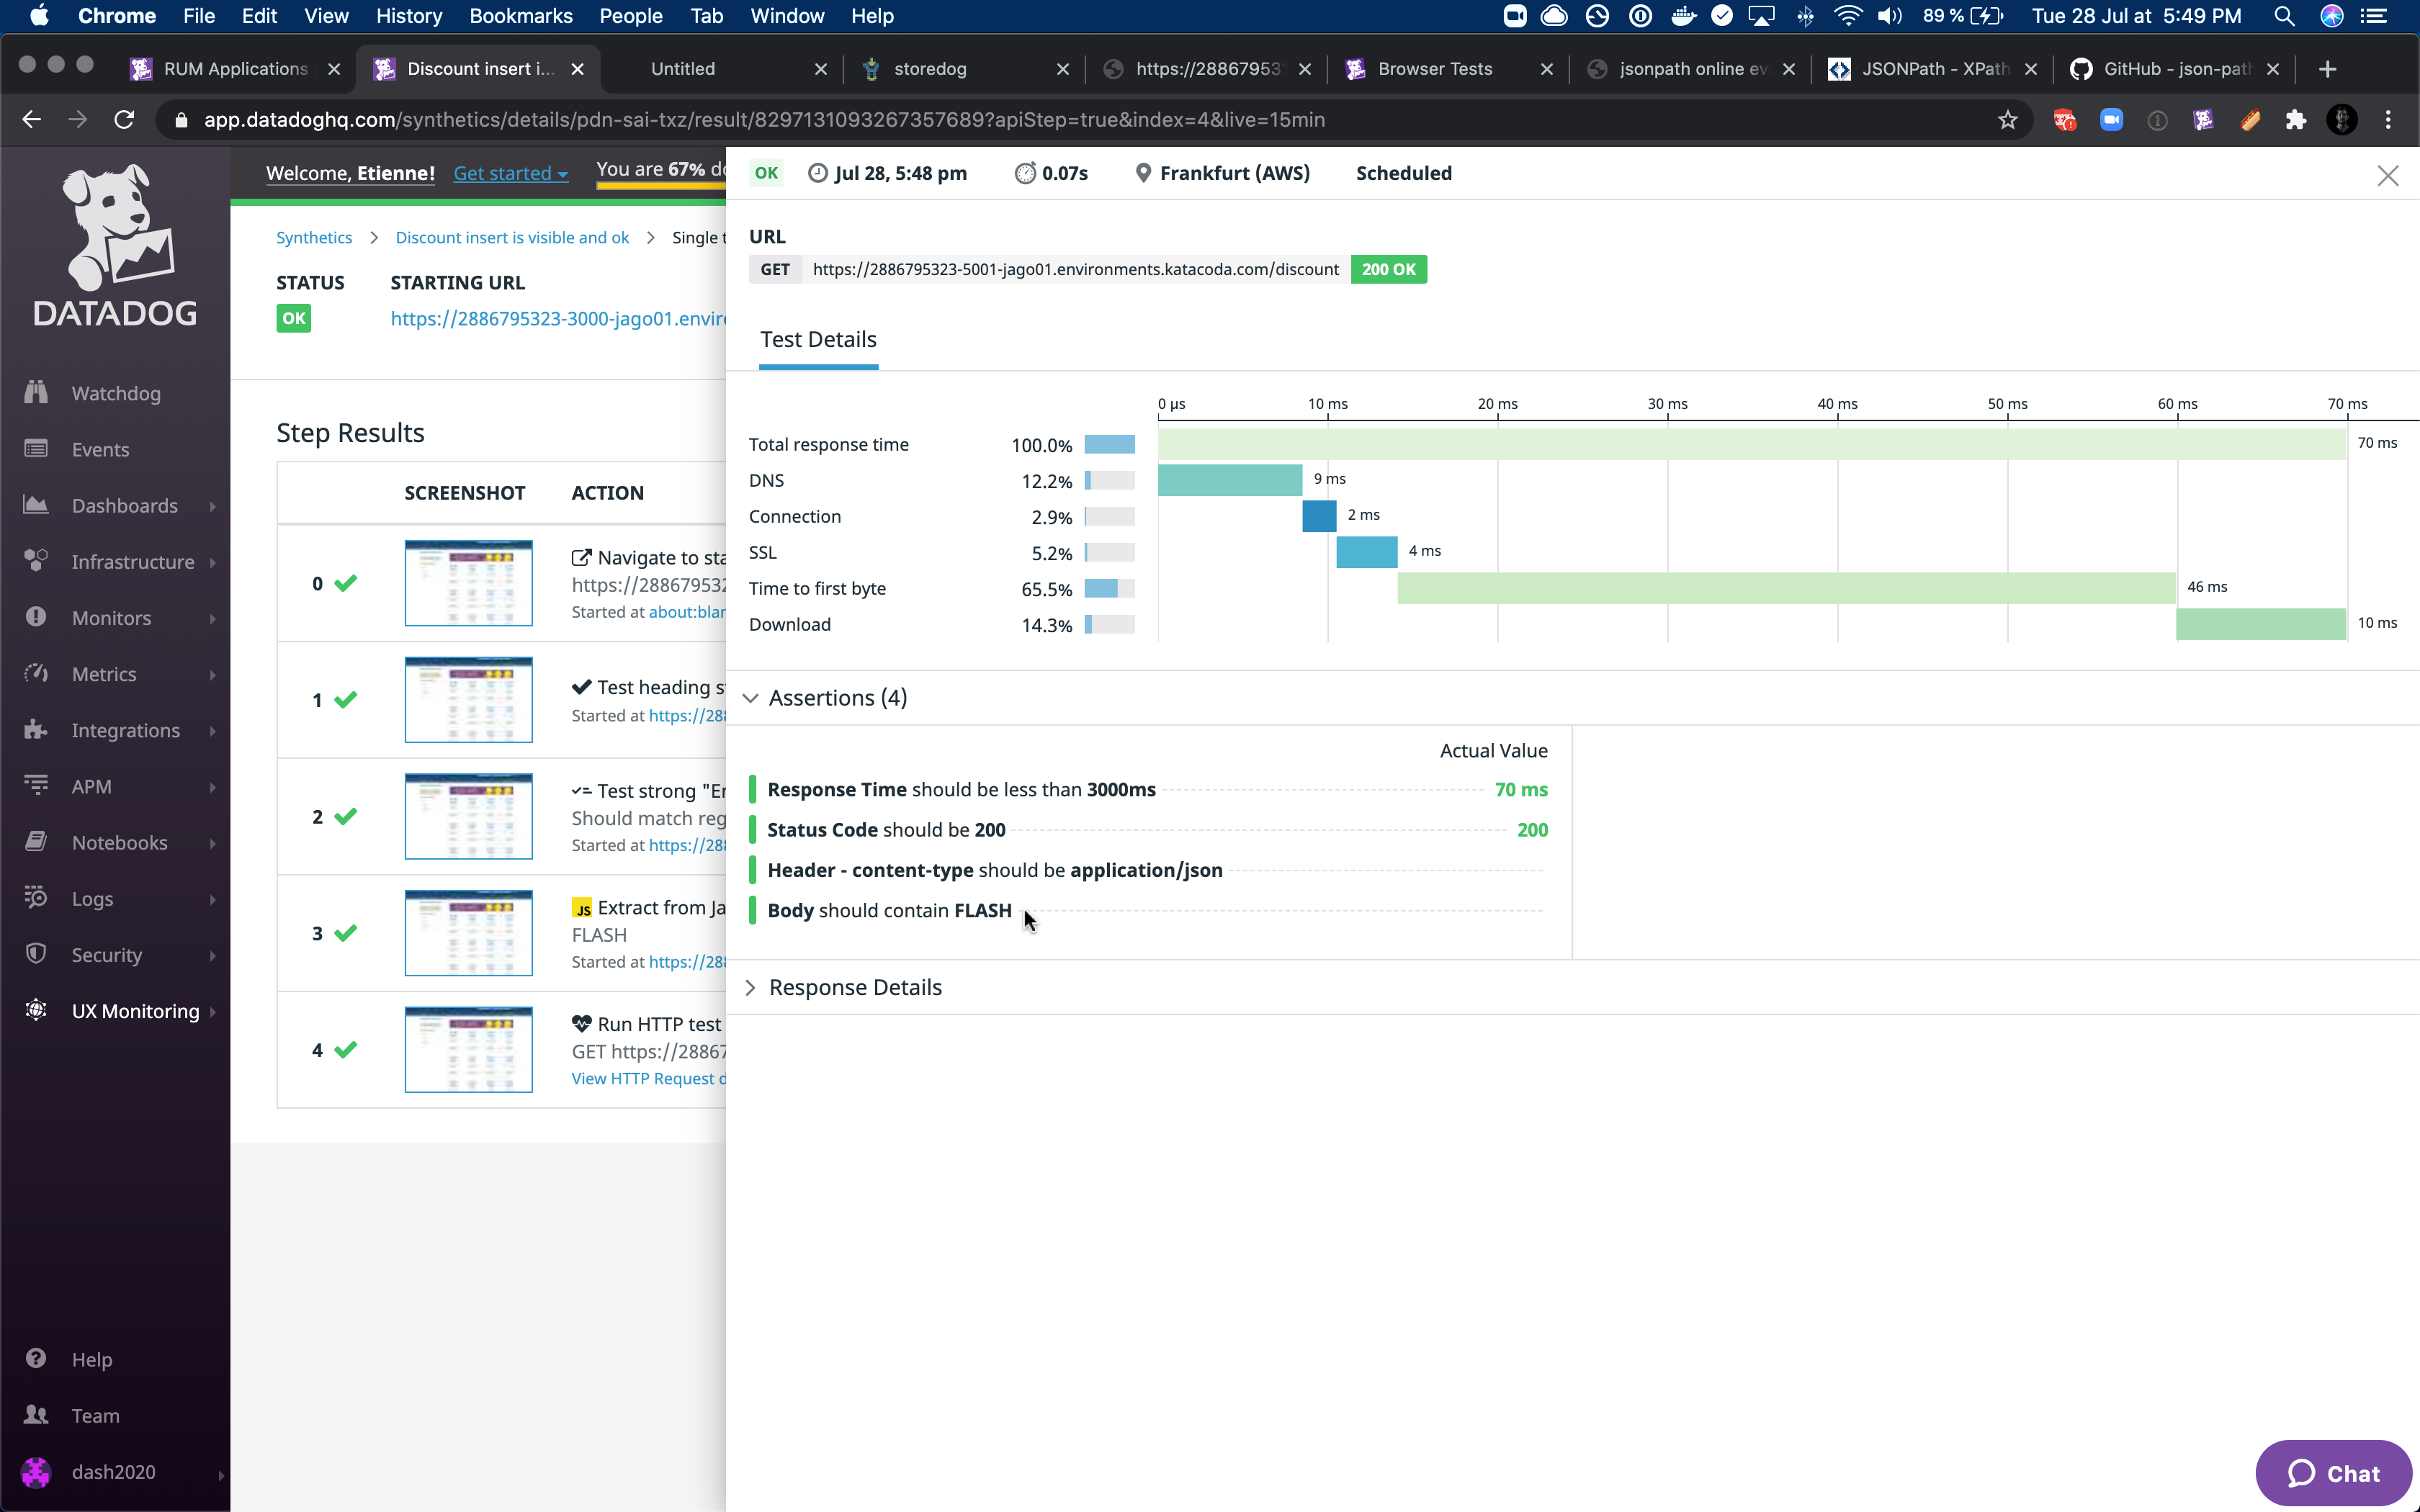 Chrome File Edit View History Bookmarks People Tab Window Help 89 % Tue 28 Jul at 5:49 PM
RUM Applications Discount insert i... Untitled storedog https://288679531 Browser Tests jsonpath online ev JSONPath - XPath GitHub - json-path
app.datadoghq.com/synthetics/details/pdn-sai-txz/result/8297131093267357689?apiStep=true&index=4&live=15min
DATADOG
Watchdog
Events
Dashboards
Infrastructure
Monitors
Metrics
Integrations
APM
Notebooks
Logs
Security
UX Monitoring
Help
Team
dash2020
Welcome, Etienne! Get started You are 67% do
Synthetics > Discount insert is visible and ok > Single t
STATUS STARTING URL
OK https://2886795323-3000-jago01.envir
Step Results
SCREENSHOT ACTION
0 Navigate to sta
https://288679532
Started at about:blan
1 Test heading s
Started at https://288
2 Test strong "En
Should match reg
Started at https://288
3 JS Extract from Ja
FLASH
Started at https://288
4 Run HTTP test
GET https://28867
View HTTP Request d
OK Jul 28, 5:48 pm 0.07s Frankfurt (AWS) Scheduled
URL
GET https://2886795323-5001-jago01.environments.katacoda.com/discount 200 OK
Test Details
0 µs 10 ms 20 ms 30 ms 40 ms 50 ms 60 ms 70 ms
Total response time 100.0% 70 ms
DNS 12.2% 9 ms
Connection 2.9% 2 ms
SSL 5.2% 4 ms
Time to first byte 65.5% 46 ms
Download 14.3% 10 ms
Assertions (4)
Actual Value
Response Time should be less than 3000ms 70 ms
Status Code should be 200 200
Header - content-type should be application/json
Body should contain FLASH
Response Details
Chat